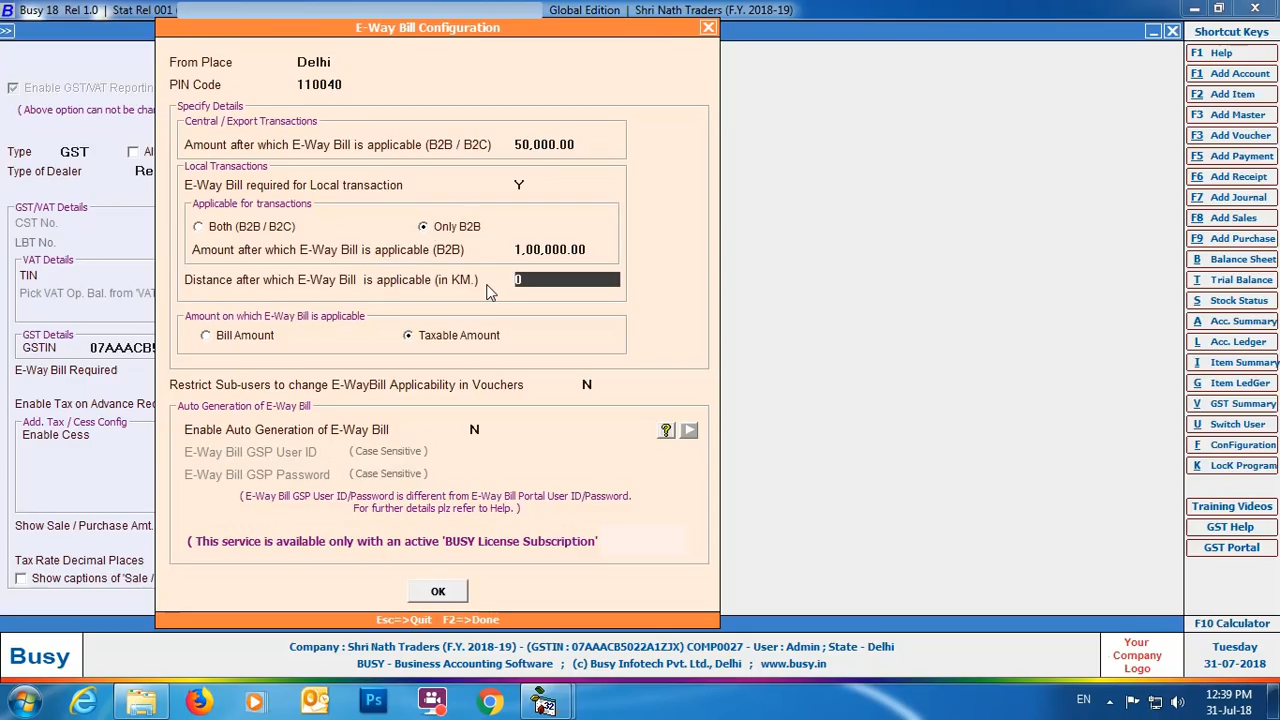 B Busy 18 Rel 1.0 | Stat Rel 001 Global Edition | Shri Nath Traders (F.Y. 2018-19)
E-Way Bill Configuration
>>
From Place Delhi
PIN Code 110040
Specify Details
Central / Export Transactions
Amount after which E-Way Bill is applicable (B2B / B2C) 50,000.00
Local Transactions
E-Way Bill required for Local transaction Y
Applicable for transactions
Both (B2B / B2C) Only B2B
Amount after which E-Way Bill is applicable (B2B) 1,00,000.00
Distance after which E-Way Bill is applicable (in KM.) 0
Amount on which E-Way Bill is applicable
Bill Amount Taxable Amount
Restrict Sub-users to change E-WayBill Applicability in Vouchers N
Auto Generation of E-Way Bill
Enable Auto Generation of E-Way Bill N
?
E-Way Bill GSP User ID (Case Sensitive)
E-Way Bill GSP Password (Case Sensitive)
( E-Way Bill GSP User ID/Password is different from E-Way Bill Portal User ID/Password.
For further details plz refer to Help. )
( This service is available only with an active 'BUSY License Subscription'
OK
Esc=>Quit F2=>Done
Enable GST/VAT Reporting
( Above option can not be
Type GST
Type of Dealer
GST/VAT Details
CST No.
LBT No.
VAT Details
TIN
Pick VAT Op. Bal. from
GST Details
GSTIN 07AAACB5
E-Way Bill Required
Enable Tax on Advance
Add. Tax / Cess Config
Enable Cess
Show Sale / Purchase Amt.
Tax Rate Decimal Places
Show captions of 'Sale /
Shortcut Keys
F1 Help
F1 Add Account
F2 Add Item
F3 Add Master
F3 Add Voucher
F5 Add Payment
F6 Add Receipt
F7 Add Journal
F8 Add Sales
F9 Add Purchase
B Balance Sheet
T Trial Balance
S Stock Status
A Acc. Summary
L Acc. Ledger
I Item Summary
G Item LedGer
V GST Summary
U Switch User
F ConFiguration
K LocK Program
Training Videos
GST Help
GST Portal
F10 Calculator
Busy
Company : Shri Nath Traders (F.Y. 2018-19) - (GSTIN : 07AAACB5022A1ZJX) COMP0027 - User : Admin ; State - Delhi
BUSY - Business Accounting Software ; (c) Busy Infotech Pvt. Ltd., Delhi ; www.busy.in
Your
Company
Logo
Tuesday
31-07-2018
Ps
32
EN
12:39 PM
31-Jul-18